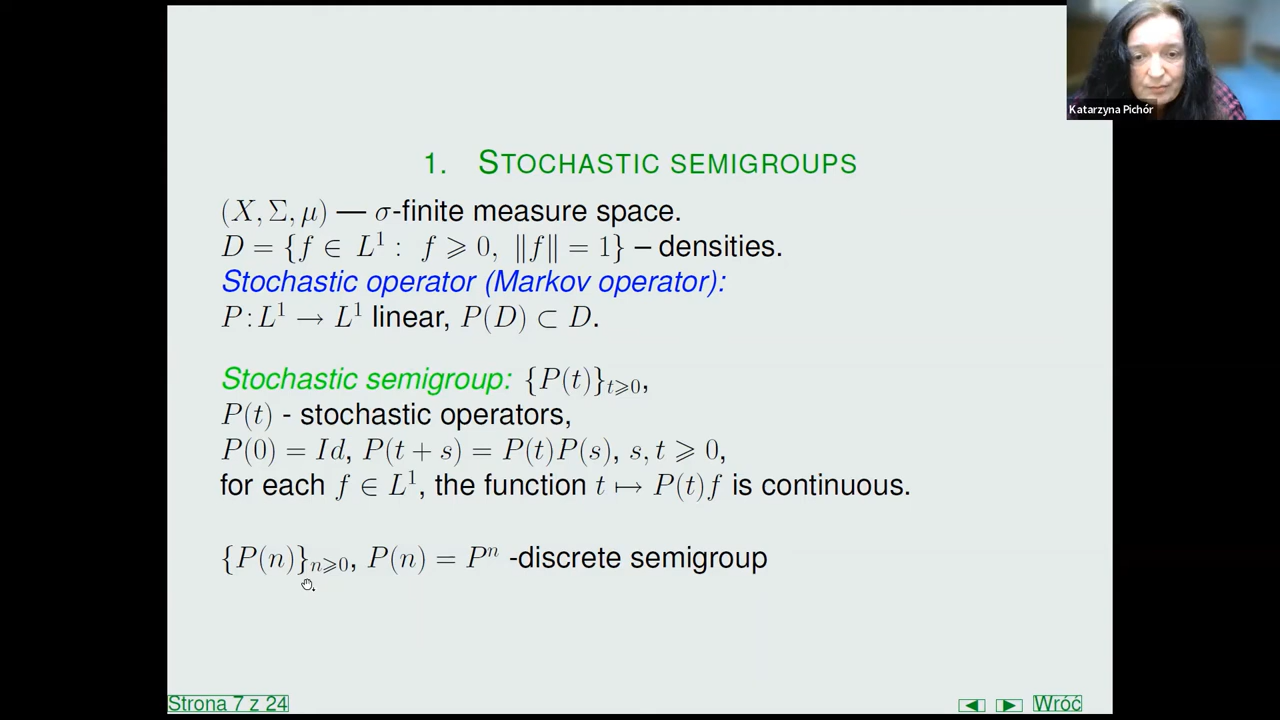 Katarzyna Pichór
1. STOCHASTIC SEMIGROUPS
(X, Σ, μ) — σ-finite measure space.
D = {f ∈ L¹ : f ⩾ 0, ‖f‖ = 1} – densities.
Stochastic operator (Markov operator):
P : L¹ → L¹ linear, P(D) ⊂ D.
Stochastic semigroup: {P(t)}ₜ⩾₀,
P(t) - stochastic operators,
P(0) = Id, P(t + s) = P(t)P(s), s, t ⩾ 0,
for each f ∈ L¹, the function t ↦ P(t)f is continuous.
{P(n)}ₙ⩾₀, P(n) = Pⁿ -discrete semigroup
Strona 7 z 24
Wróć